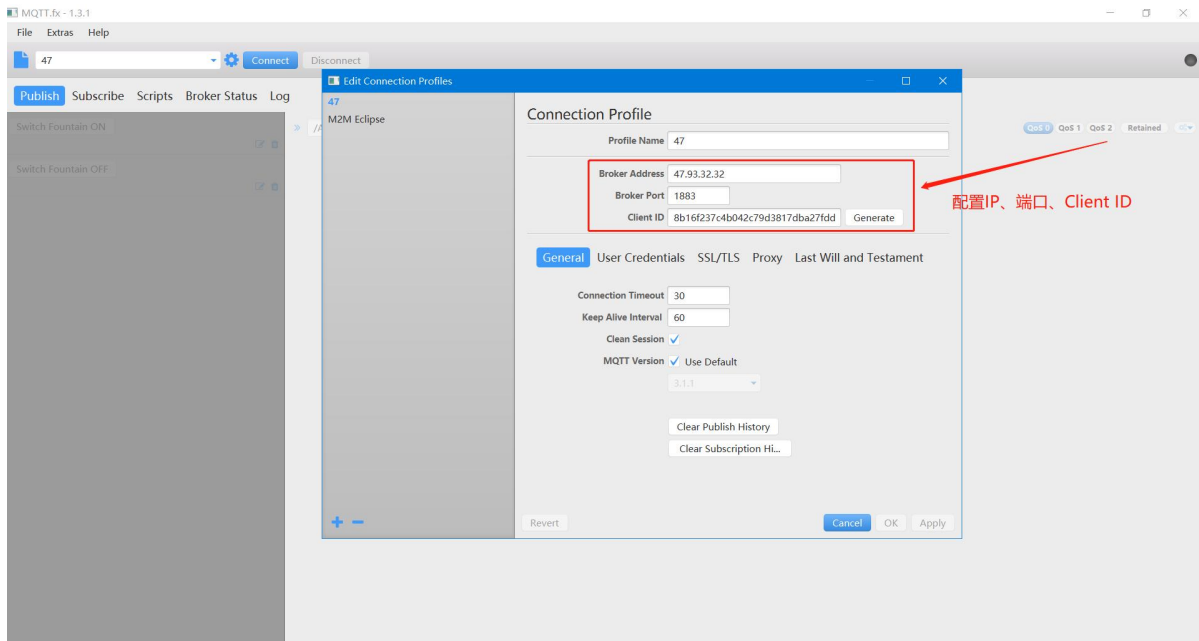 MQTT.fx - 1.3.1
File Extras Help
47 Connect Disconnect
Publish Subscribe Scripts Broker Status Log
Switch Fountain ON
Switch Fountain OFF
QoS 0 QoS 1 QoS 2 Retained
Edit Connection Profiles
47
M2M Eclipse
Connection Profile
Profile Name 47
Broker Address 47.93.32.32
Broker Port 1883
Client ID 8b16f237c4b042c79d3817dba27fdd Generate
配置IP、端口、Client ID
General User Credentials SSL/TLS Proxy Last Will and Testament
Connection Timeout 30
Keep Alive Interval 60
Clean Session
MQTT Version Use Default
3.1.1
Clear Publish History
Clear Subscription Hi...
Revert Cancel OK Apply